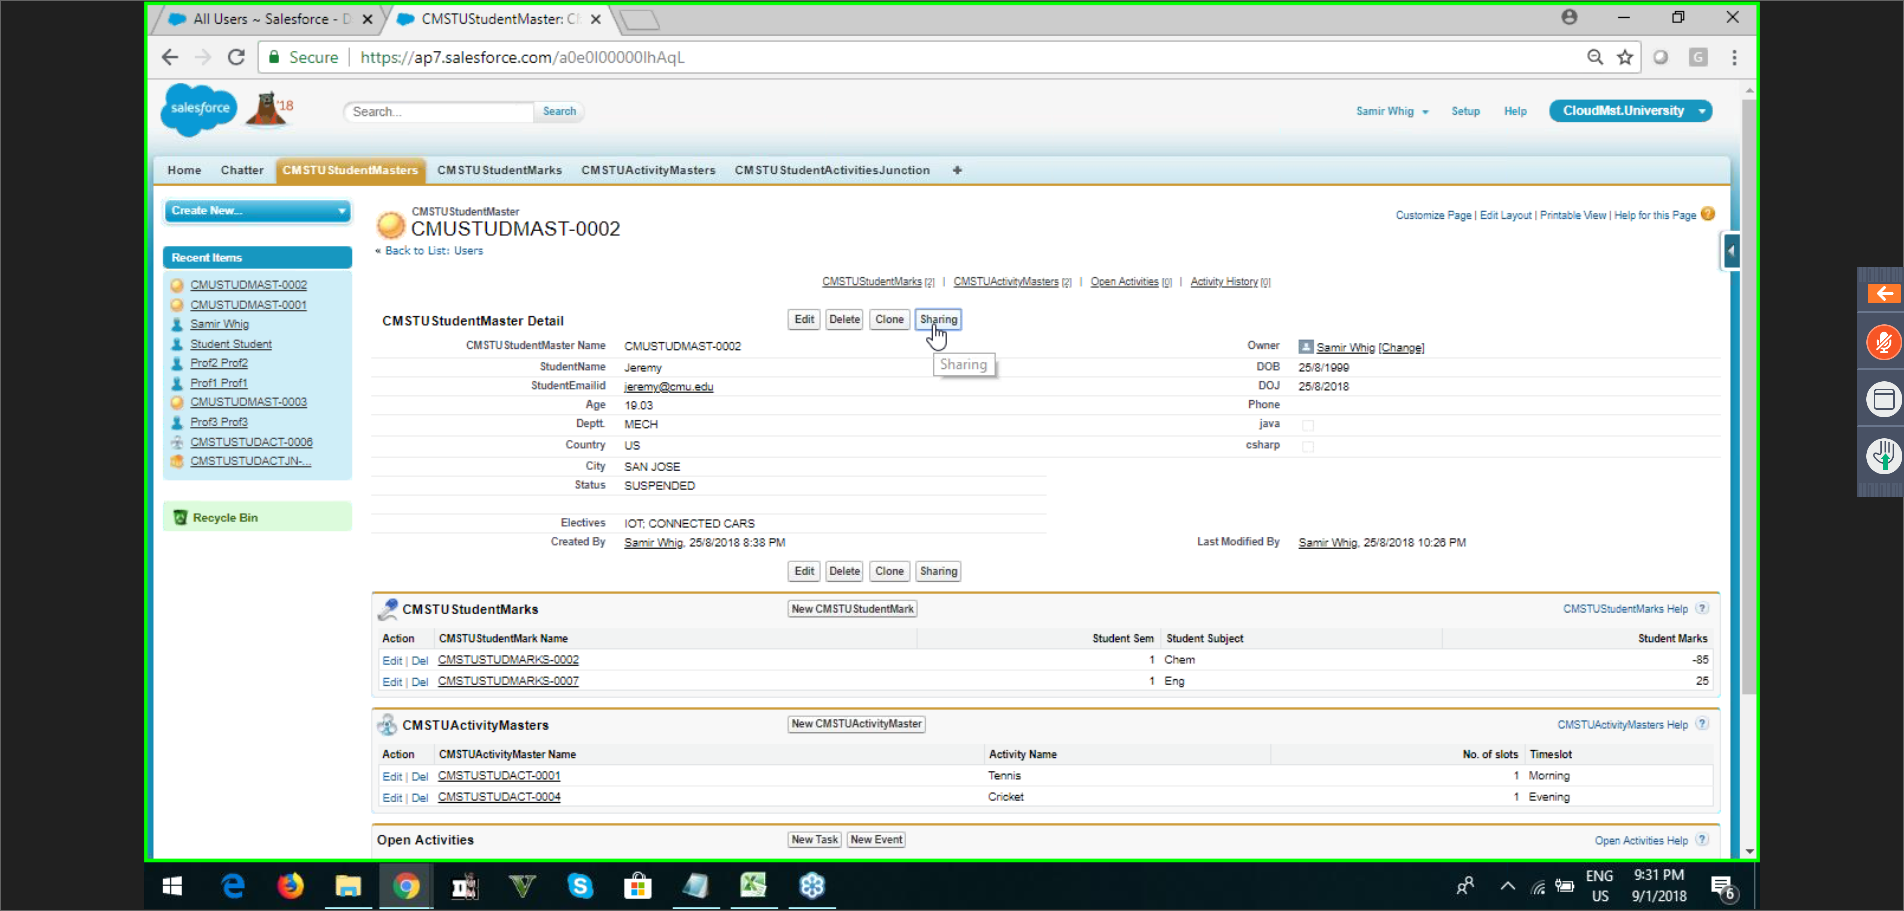 All Users ~ Salesforce - D
CMSTUStudentMaster: CM
Secure
https://ap7.salesforce.com/a0e0I00000IhAqL
G
salesforce
'18
Search...
Search
Samir Whig
Setup
Help
CloudMst.University
Home
Chatter
CMSTUStudentMasters
CMSTUStudentMarks
CMSTUActivityMasters
CMSTUStudentActivitiesJunction
+
Create New...
CMSTUStudentMaster
CMUSTUDMAST-0002
« Back to List: Users
Customize Page | Edit Layout | Printable View | Help for this Page
Recent Items
CMUSTUDMAST-0002
CMUSTUDMAST-0001
Samir Whig
Student Student
Prof2 Prof2
Prof1 Prof1
CMUSTUDMAST-0003
Prof3 Prof3
CMSTUSTUDACT-0006
CMSTUSTUDACTJN-...
Recycle Bin
CMSTUStudentMarks [2] | CMSTUActivityMasters [2] | Open Activities [0] | Activity History [0]
CMSTUStudentMaster Detail
Edit Delete Clone Sharing
Sharing
CMSTUStudentMaster Name CMUSTUDMAST-0002 Owner Samir Whig [Change]
StudentName Jeremy DOB 25/8/1999
StudentEmailid jeremy@cmu.edu DOJ 25/8/2018
Age 19.03 Phone
Deptt. MECH java
Country US csharp
City SAN JOSE
Status SUSPENDED
Electives IOT; CONNECTED CARS
Created By Samir Whig, 25/8/2018 8:38 PM Last Modified By Samir Whig, 25/8/2018 10:26 PM
Edit Delete Clone Sharing
CMSTUStudentMarks New CMSTUStudentMark CMSTUStudentMarks Help ?
Action CMSTUStudentMark Name Student Sem Student Subject Student Marks
Edit | Del CMSTUSTUDMARKS-0002 1 Chem -85
Edit | Del CMSTUSTUDMARKS-0007 1 Eng 25
CMSTUActivityMasters New CMSTUActivityMaster CMSTUActivityMasters Help ?
Action CMSTUActivityMaster Name Activity Name No. of slots Timeslot
Edit | Del CMSTUSTUDACT-0001 Tennis 1 Morning
Edit | Del CMSTUSTUDACT-0004 Cricket 1 Evening
Open Activities New Task New Event Open Activities Help ?
ENG
US
9:31 PM
9/1/2018
6